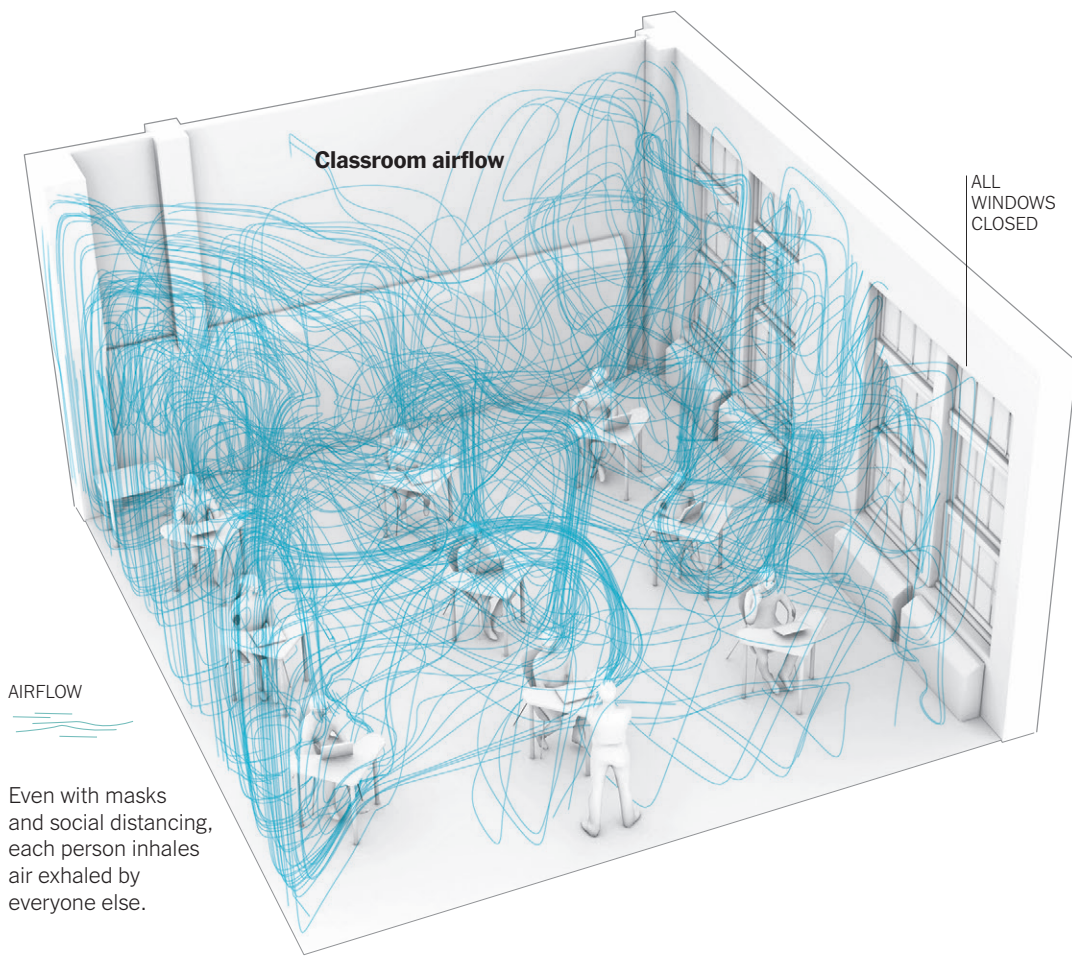 Classroom airflow
ALL
WINDOWS
CLOSED
AIRFLOW
Even with masks
and social distancing,
each person inhales
air exhaled by
everyone else.